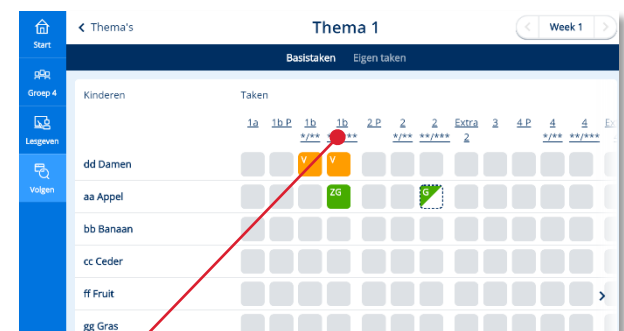 Start
Groep 4
Lesgeven
Volgen
Thema's
Thema 1
Week 1
Basistaken Eigen taken
Kinderen Taken
1a 1b P 1b 1b 2 P 2 2 Extra 3 4 P 4 4
*/** ** */** **/*** 2 */** **/***
dd Damen V V
aa Appel ZG G
bb Banaan
cc Ceder
ff Fruit
gg Gras